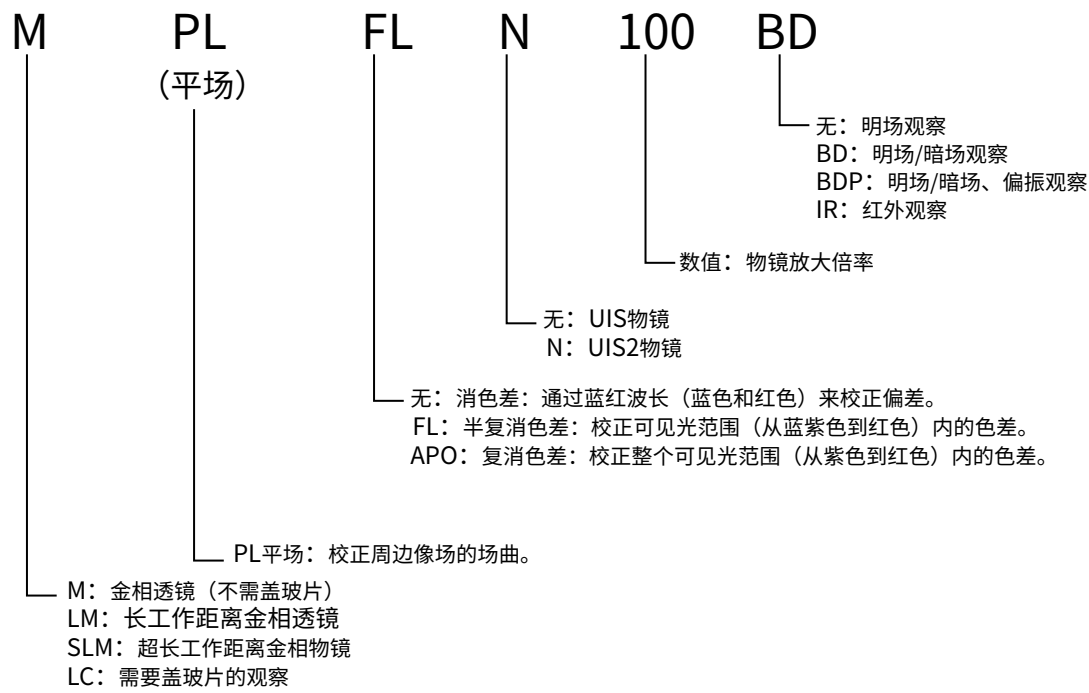 M PL FL N 100 BD
（平场）
无：明场观察
BD：明场/暗场观察
BDP：明场/暗场、偏振观察
IR：红外观察
数值：物镜放大倍率
无：UIS物镜
N：UIS2物镜
无：消色差：通过蓝红波长（蓝色和红色）来校正偏差。
FL：半复消色差：校正可见光范围（从蓝紫色到红色）内的色差。
APO：复消色差：校正整个可见光范围（从紫色到红色）内的色差。
PL平场：校正周边像场的场曲。
M：金相透镜（不需盖玻片）
LM：长工作距离金相透镜
SLM：超长工作距离金相物镜
LC：需要盖玻片的观察